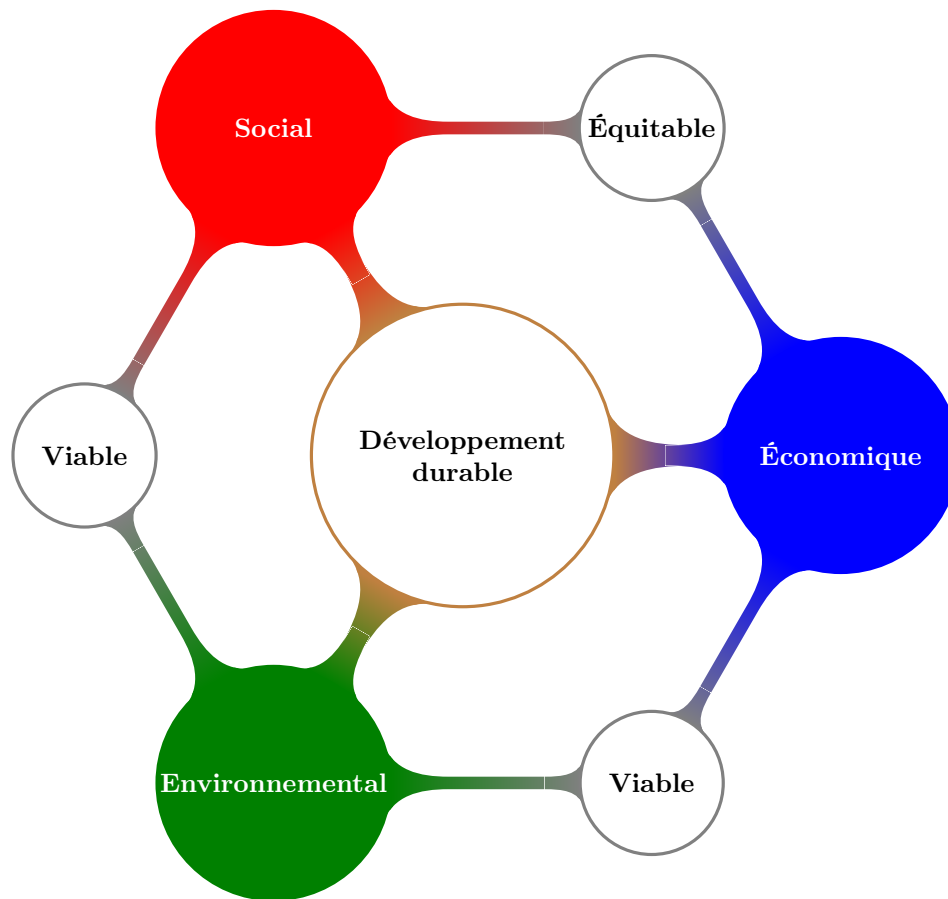 Social
Équitable
Viable
Développement
durable
Économique
Environnemental
Viable